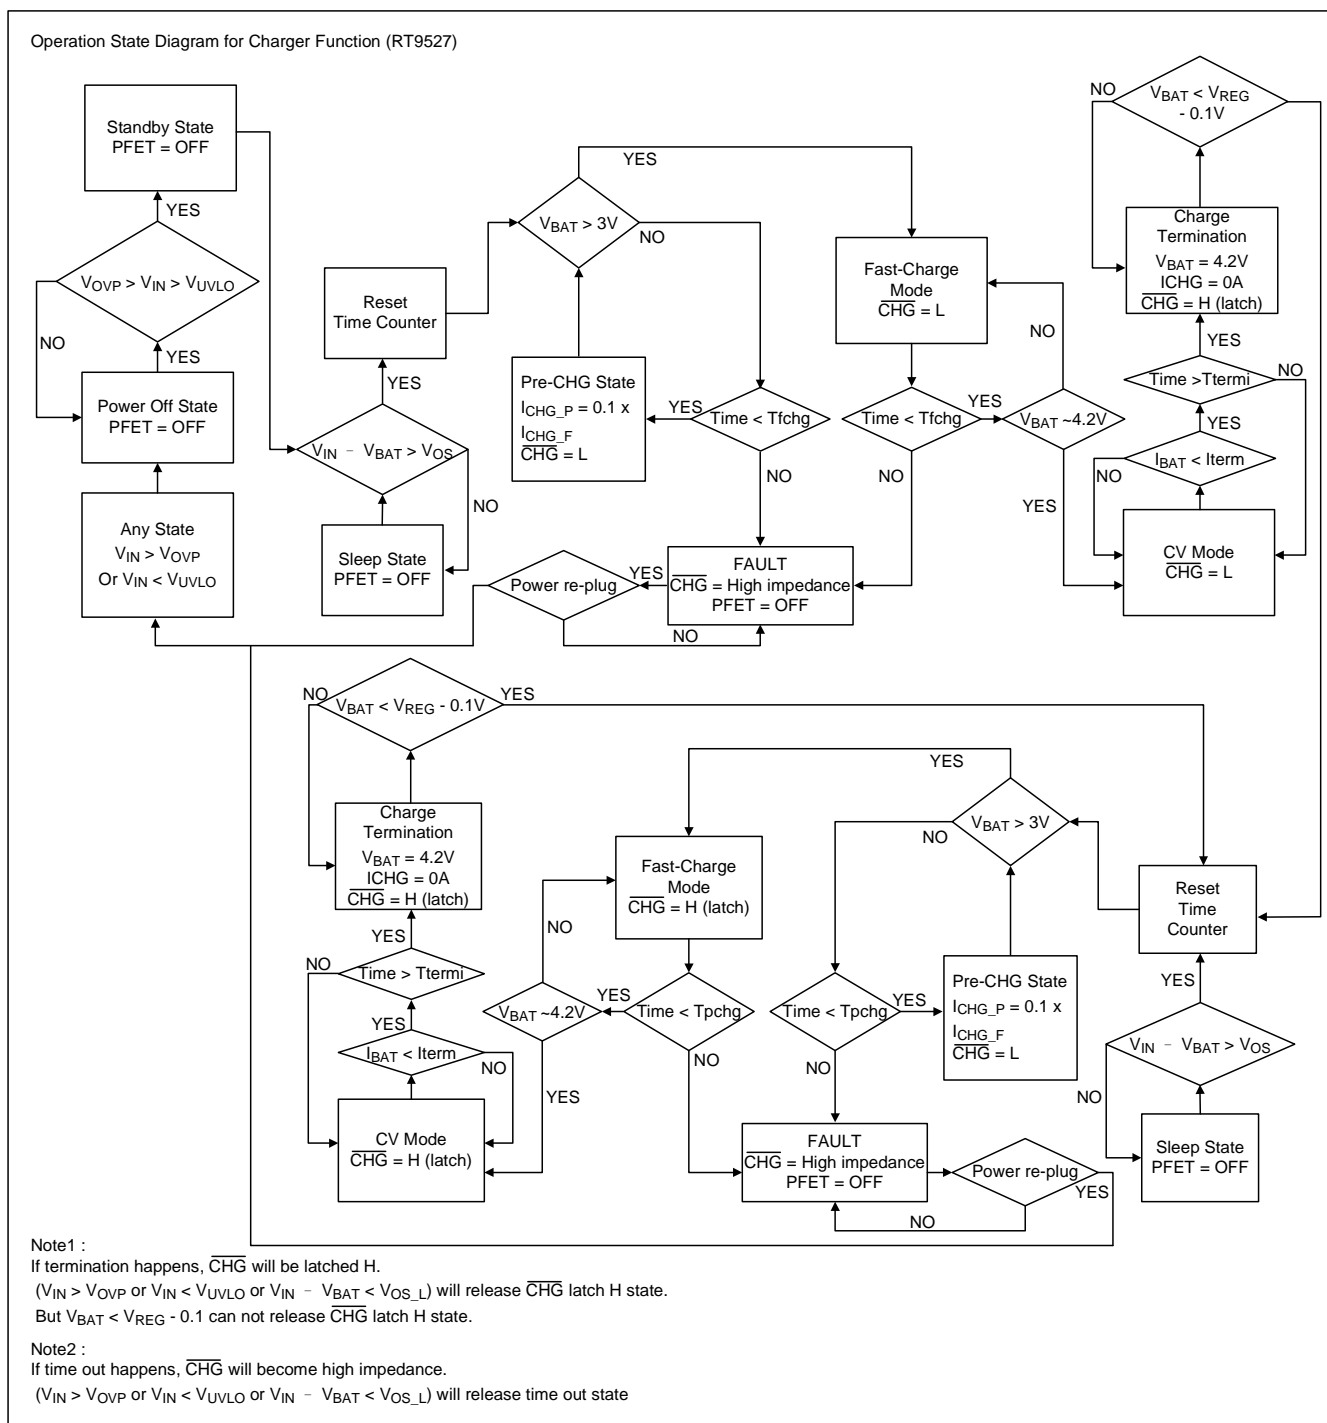 Operation State Diagram for Charger Function (RT9527)
Standby State
PFET = OFF
YES
VOVP > VIN > VUVLO
NO
YES
Power Off State
PFET = OFF
Any State
VIN > VOVP
Or VIN < VUVLO
Reset
Time Counter
YES
VIN – VBAT > VOS
NO
Sleep State
PFET = OFF
YES
VBAT > 3V
NO
Pre-CHG State
ICHG_P = 0.1 x
ICHG_F
CHG = L
YES
Time < Tfchg
NO
Fast-Charge
Mode
CHG = L
Time < Tfchg
YES
NO
NO
VBAT ~4.2V
YES
FAULT
CHG = High impedance
PFET = OFF
YES
Power re-plug
NO
NO
VBAT < VREG
- 0.1V
Charge
Termination
VBAT = 4.2V
ICHG = 0A
CHG = H (latch)
YES
Time >Ttermi
NO
YES
IBAT < Iterm
NO
CV Mode
CHG = L
NO
VBAT < VREG - 0.1V
YES
Charge
Termination
VBAT = 4.2V
ICHG = 0A
CHG = H (latch)
YES
NO
Time > Ttermi
YES
IBAT < Iterm
NO
CV Mode
CHG = H (latch)
YES
Fast-Charge
Mode
CHG = H (latch)
NO
VBAT ~4.2V
YES
Time < Tpchg
NO
YES
VBAT > 3V
NO
Time < Tpchg
YES
NO
Pre-CHG State
ICHG_P = 0.1 x
ICHG_F
CHG = L
Reset
Time
Counter
YES
VIN – VBAT > VOS
NO
Sleep State
PFET = OFF
FAULT
CHG = High impedance
PFET = OFF
Power re-plug
YES
NO
Note1 :
If termination happens, CHG will be latched H.
(VIN > VOVP or VIN < VUVLO or VIN – VBAT < VOS_L) will release CHG latch H state.
But VBAT < VREG - 0.1 can not release CHG latch H state.
Note2 :
If time out happens, CHG will become high impedance.
(VIN > VOVP or VIN < VUVLO or VIN – VBAT < VOS_L) will release time out state